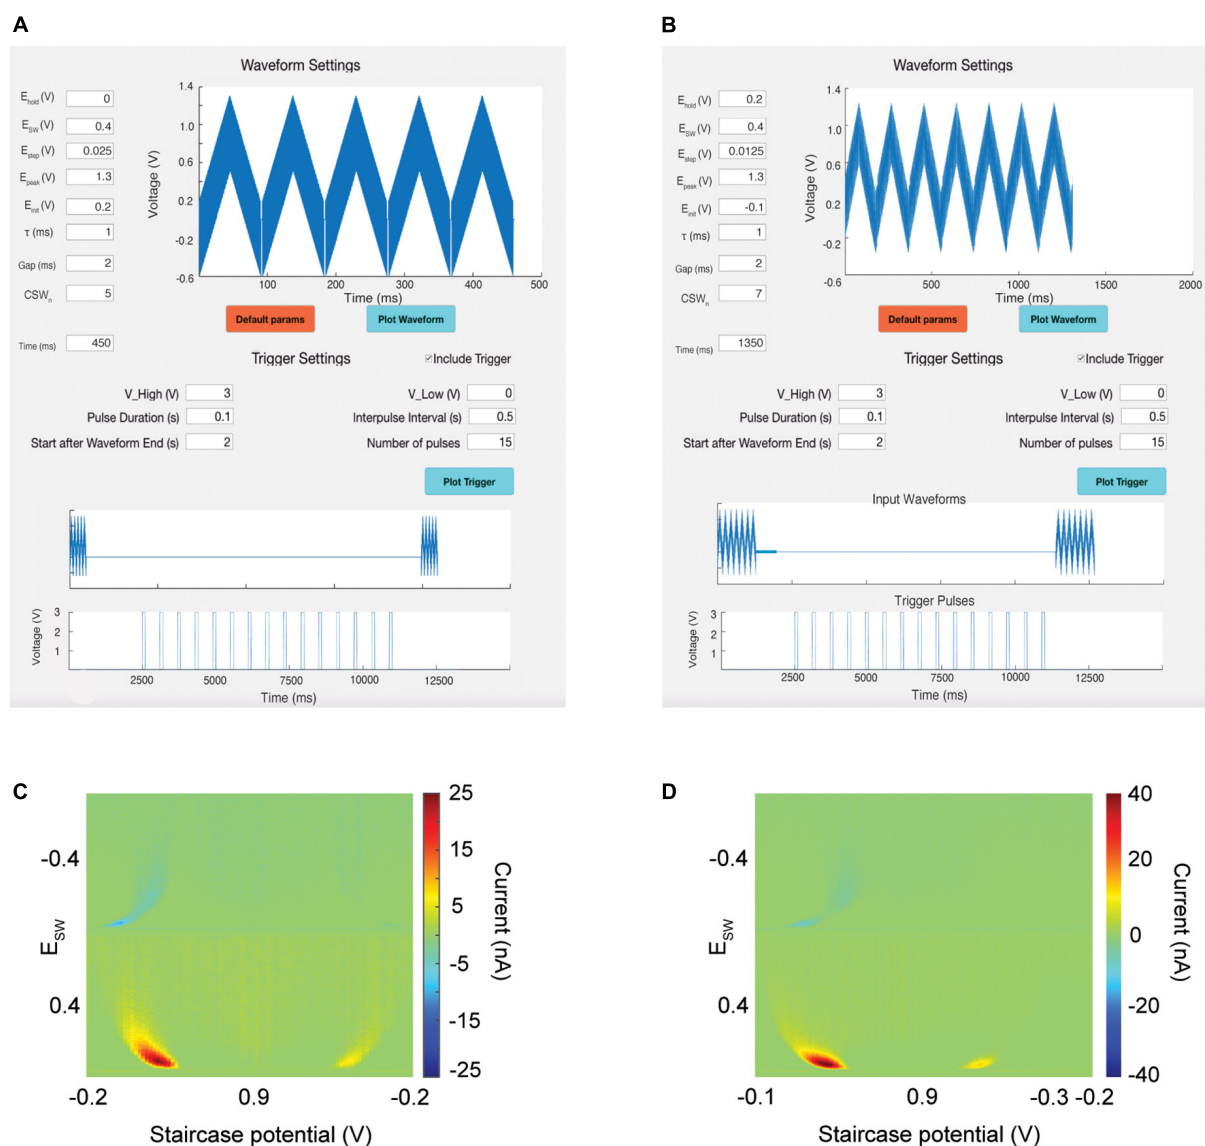 A
Waveform Settings
E_hold (V) 0
E_SW (V) 0.4
E_step (V) 0.025
E_peak (V) 1.3
E_init (V) 0.2
τ (ms) 1
Gap (ms) 2
CSW_n 5
Time (ms) 450
Voltage (V)
1.4
1.0
0.6
0.2
-0.2
-0.6
100 200 300 400 500
Time (ms)
Default params Plot Waveform
Trigger Settings Include Trigger
V_High (V) 3 V_Low (V) 0
Pulse Duration (s) 0.1 Interpulse Interval (s) 0.5
Start after Waveform End (s) 2 Number of pulses 15
Plot Trigger
Voltage (V)
3
2
1
2500 5000 7500 10000 12500
Time (ms)
B
Waveform Settings
E_hold (V) 0.2
E_SW (V) 0.4
E_step (V) 0.0125
E_peak (V) 1.3
E_init (V) -0.1
τ (ms) 1
Gap (ms) 2
CSW_n 7
Time (ms) 1350
Voltage (V)
1.4
1.0
0.6
0.2
-0.2
-0.6
500 1000 1500 2000
Time (ms)
Default params Plot Waveform
Trigger Settings Include Trigger
V_High (V) 3 V_Low (V) 0
Pulse Duration (s) 0.1 Interpulse Interval (s) 0.5
Start after Waveform End (s) 2 Number of pulses 15
Plot Trigger
Input Waveforms
Trigger Pulses
Voltage (V)
3
2
1
2500 5000 7500 10000 12500
Time (ms)
C
E_SW
-0.4
0.4
-0.2 0.9 -0.2
Staircase potential (V)
25
15
5
-5
-15
-25
Current (nA)
D
E_SW
-0.4
0.4
-0.1 0.9 -0.3 -0.2
Staircase potential (V)
40
20
0
-20
-40
Current (nA)